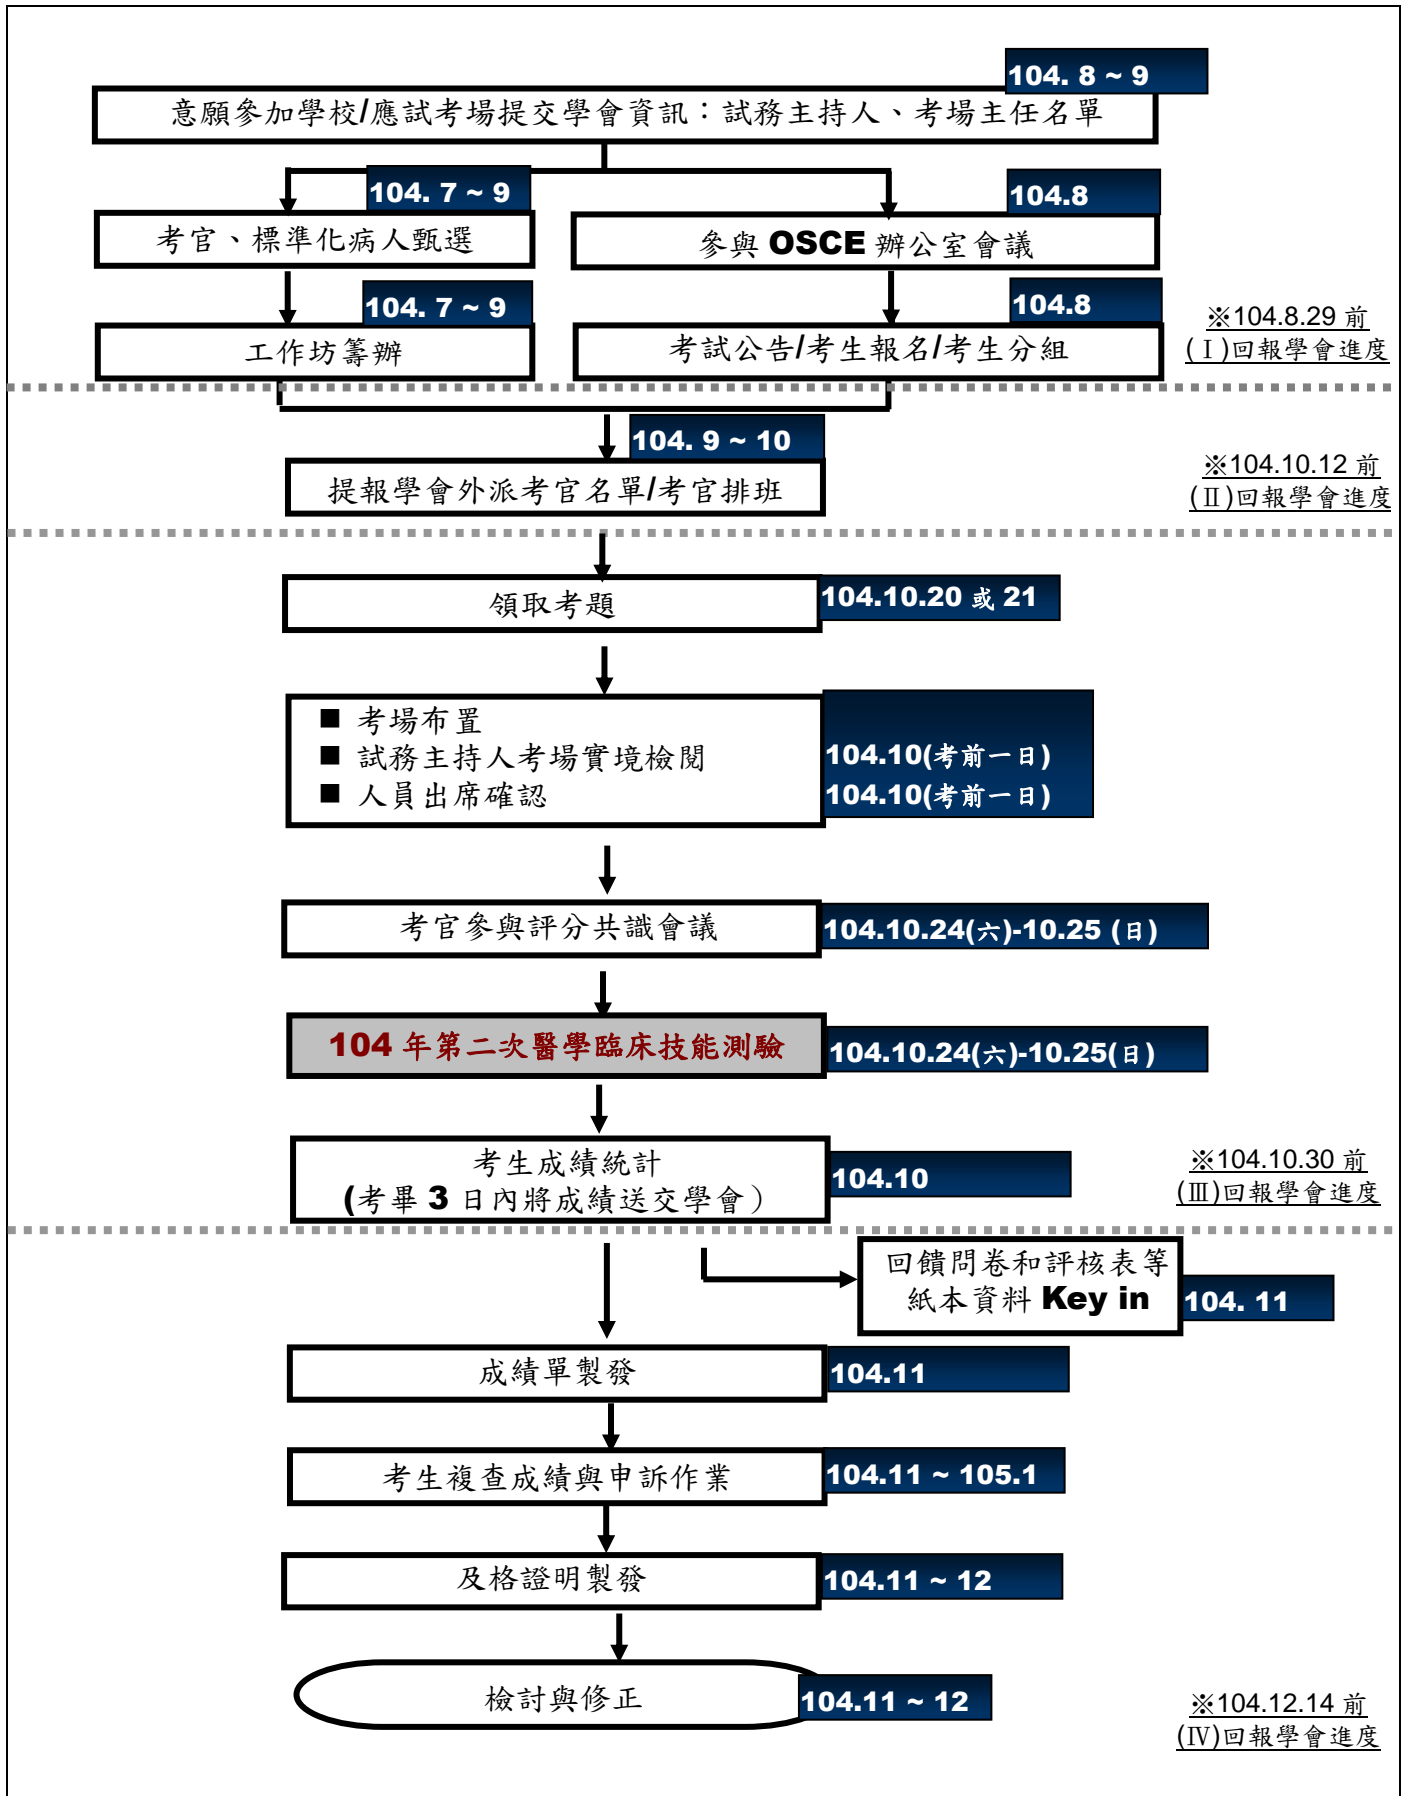 104. 8 ~ 9
意願參加學校/應試考場提交學會資訊：試務主持人、考場主任名單
104. 7 ~ 9
考官、標準化病人甄選
104.8
參與 OSCE 辦公室會議
104. 7 ~ 9
工作坊籌辦
104.8
考試公告/考生報名/考生分組
※104.8.29 前
(Ⅰ)回報學會進度
104. 9 ~ 10
提報學會外派考官名單/考官排班
※104.10.12 前
(Ⅱ)回報學會進度
領取考題
104.10.20 或 21
■ 考場布置
■ 試務主持人考場實境檢閱
104.10(考前一日)
■ 人員出席確認
104.10(考前一日)
考官參與評分共識會議
104.10.24(六)-10.25 (日)
104 年第二次醫學臨床技能測驗
104.10.24(六)-10.25(日)
考生成績統計
(考畢 3 日內將成績送交學會）
104.10
※104.10.30 前
(Ⅲ)回報學會進度
回饋問卷和評核表等
紙本資料 Key in
104. 11
成績單製發
104.11
考生複查成績與申訴作業
104.11 ~ 105.1
及格證明製發
104.11 ~ 12
檢討與修正
104.11 ~ 12
※104.12.14 前
(Ⅳ)回報學會進度